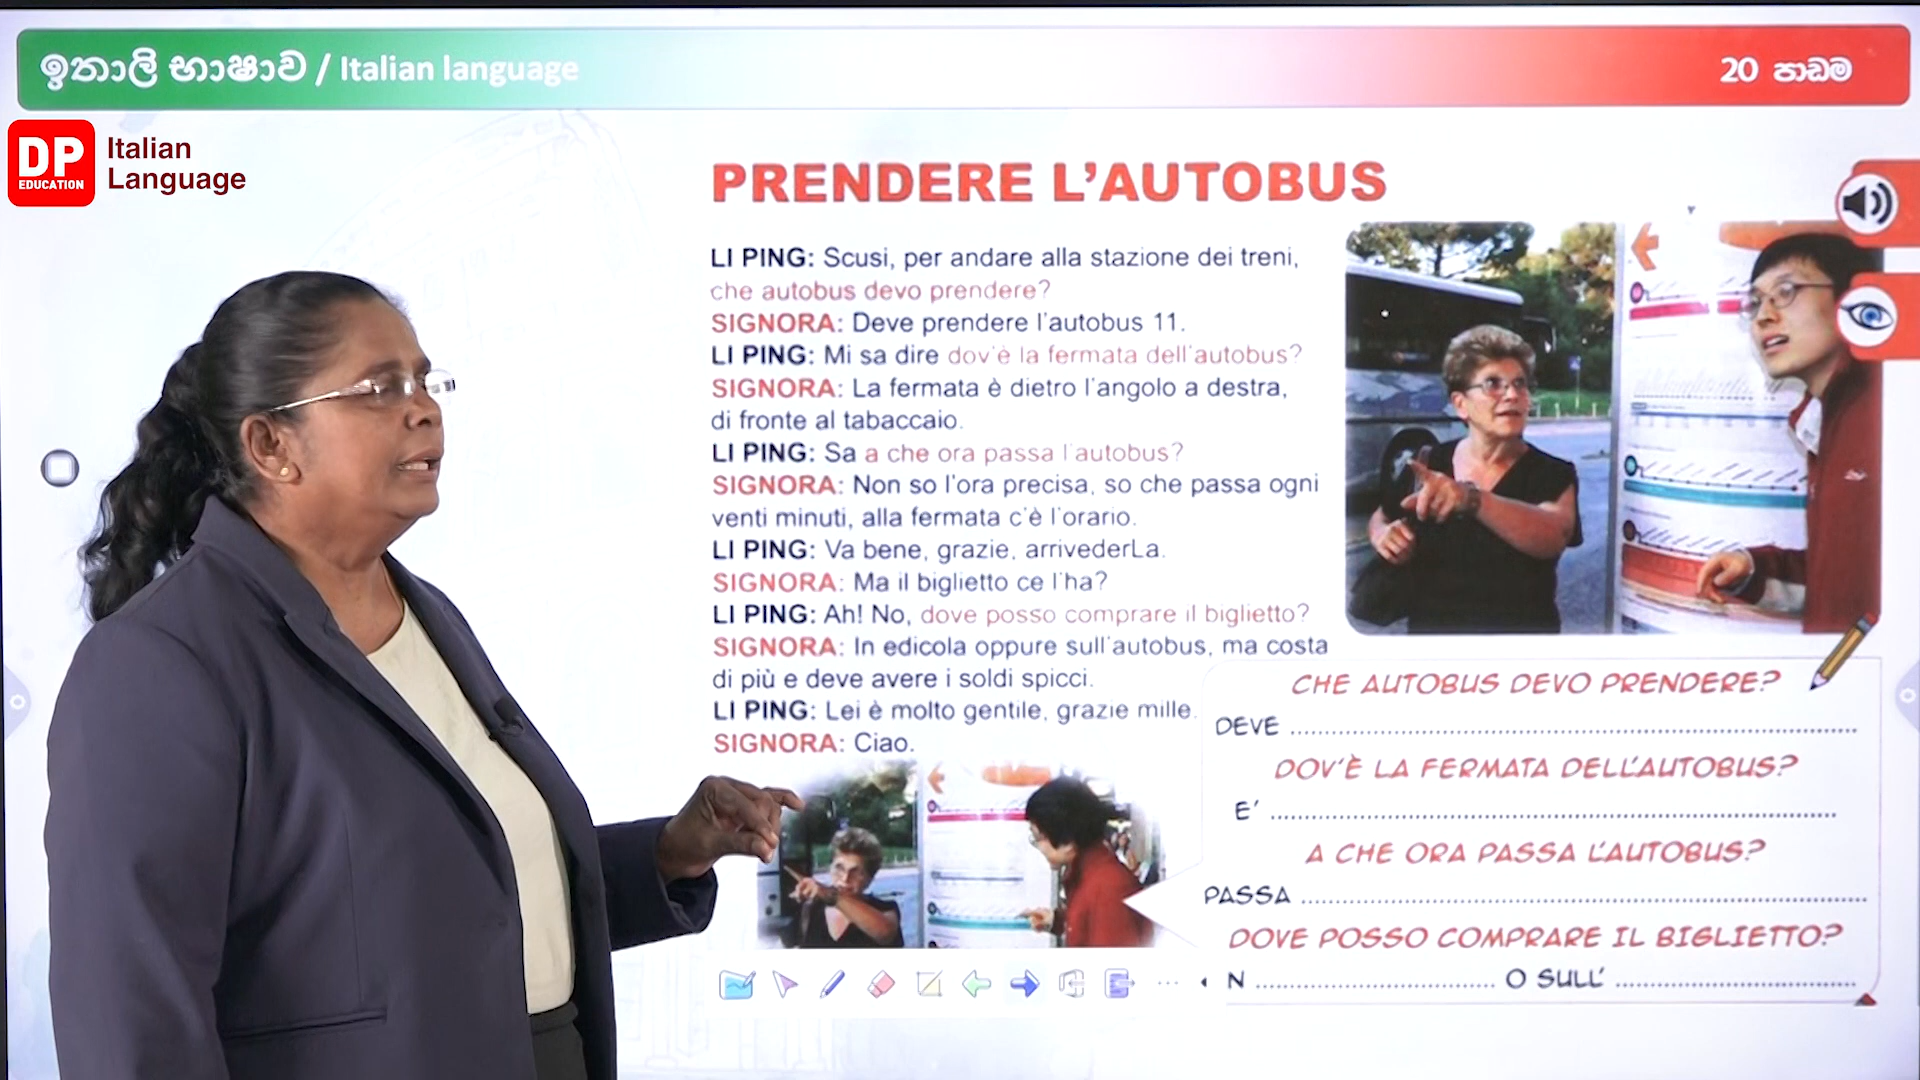 ඉතාලි භාෂාව / Italian language
20 පාඩම
DP
EDUCATION
Italian
Language
PRENDERE L'AUTOBUS
LI PING: Scusi, per andare alla stazione dei treni,
che autobus devo prendere?
SIGNORA: Deve prendere l'autobus 11.
LI PING: Mi sa dire dov'è la fermata dell'autobus?
SIGNORA: La fermata è dietro l'angolo a destra,
di fronte al tabaccaio.
LI PING: Sa a che ora passa l'autobus?
SIGNORA: Non so l'ora precisa, so che passa ogni
venti minuti, alla fermata c'è l'orario.
LI PING: Va bene, grazie, arrivederLa.
SIGNORA: Ma il biglietto ce l'ha?
LI PING: Ah! No, dove posso comprare il biglietto?
SIGNORA: In edicola oppure sull'autobus, ma costa
di più e deve avere i soldi spicci.
LI PING: Lei è molto gentile, grazie mille.
SIGNORA: Ciao.
CHE AUTOBUS DEVO PRENDERE?
DEVE ..........
DOV'È LA FERMATA DELL'AUTOBUS?
E' ..........
A CHE ORA PASSA L'AUTOBUS?
PASSA ..........
DOVE POSSO COMPRARE IL BIGLIETTO?
N .......... O SULL' ..........